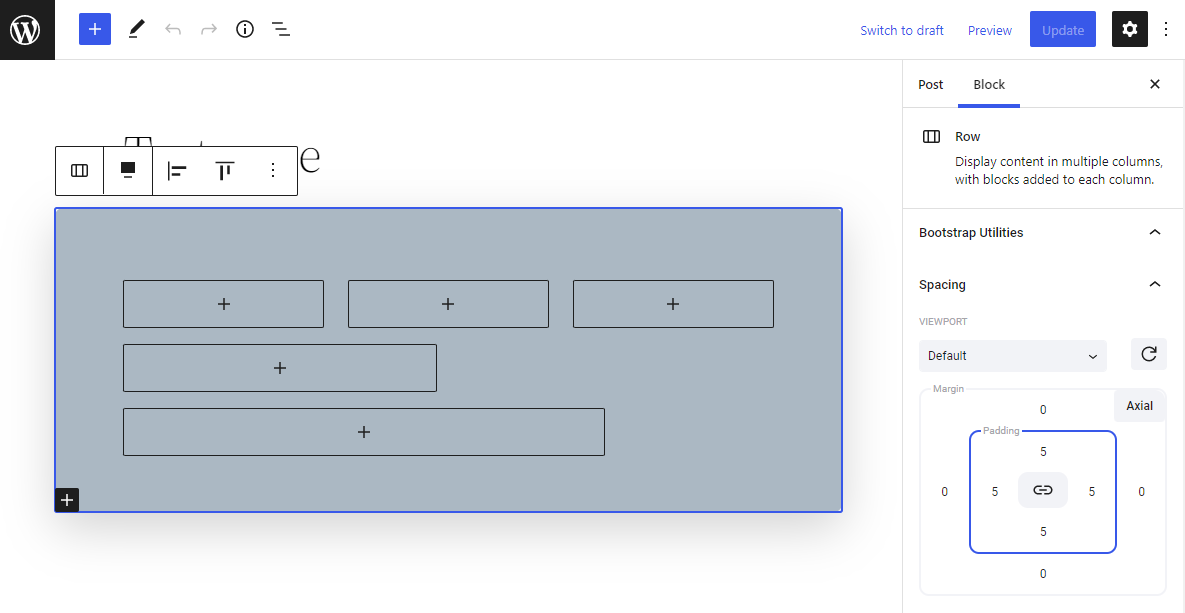 Switch to draft Preview Update
Post Block
Row
Display content in multiple columns,
with blocks added to each column.
Bootstrap Utilities
Spacing
VIEWPORT
Default
Margin
Axial
0
Padding
5
0 5 5 0
5
0